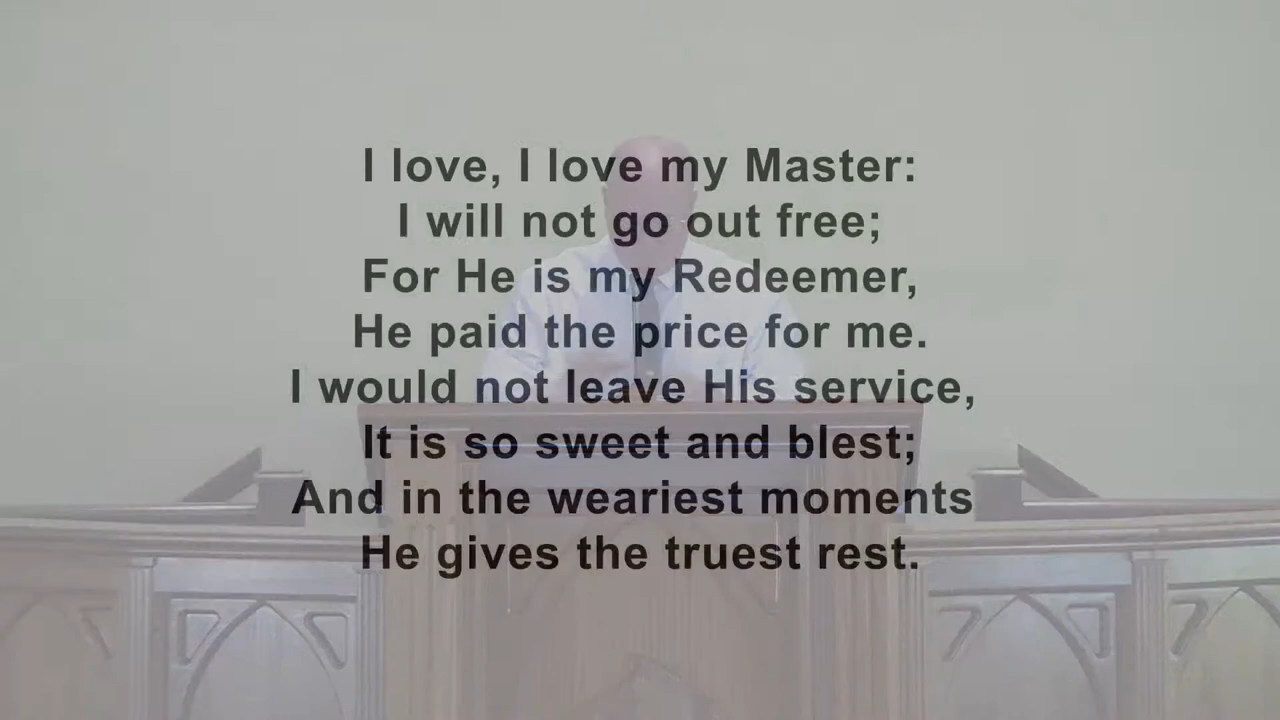 I love, I love my Master:
I will not go out free;
For He is my Redeemer,
He paid the price for me.
I would not leave His service,
It is so sweet and blest;
And in the weariest moments
He gives the truest rest.